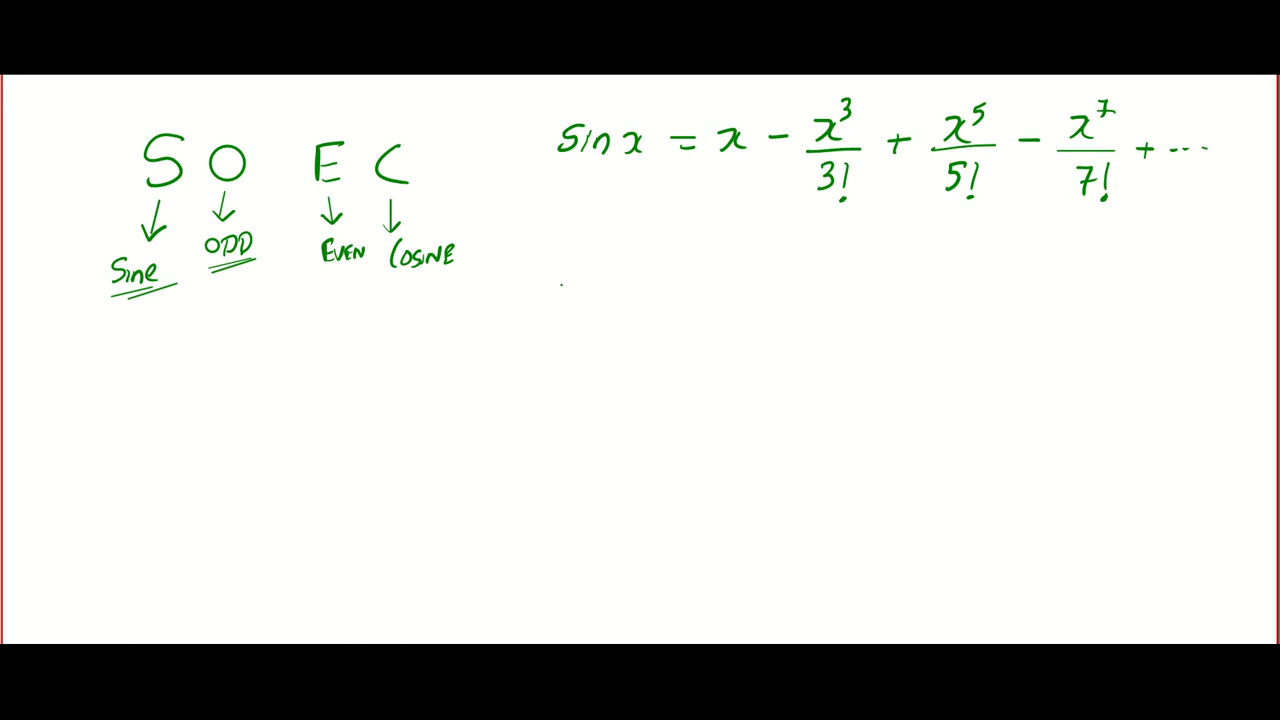 S O E C
Sine ODD EVEN COSINE
sin x = x - x^3/3! + x^5/5! - x^7/7! + ...